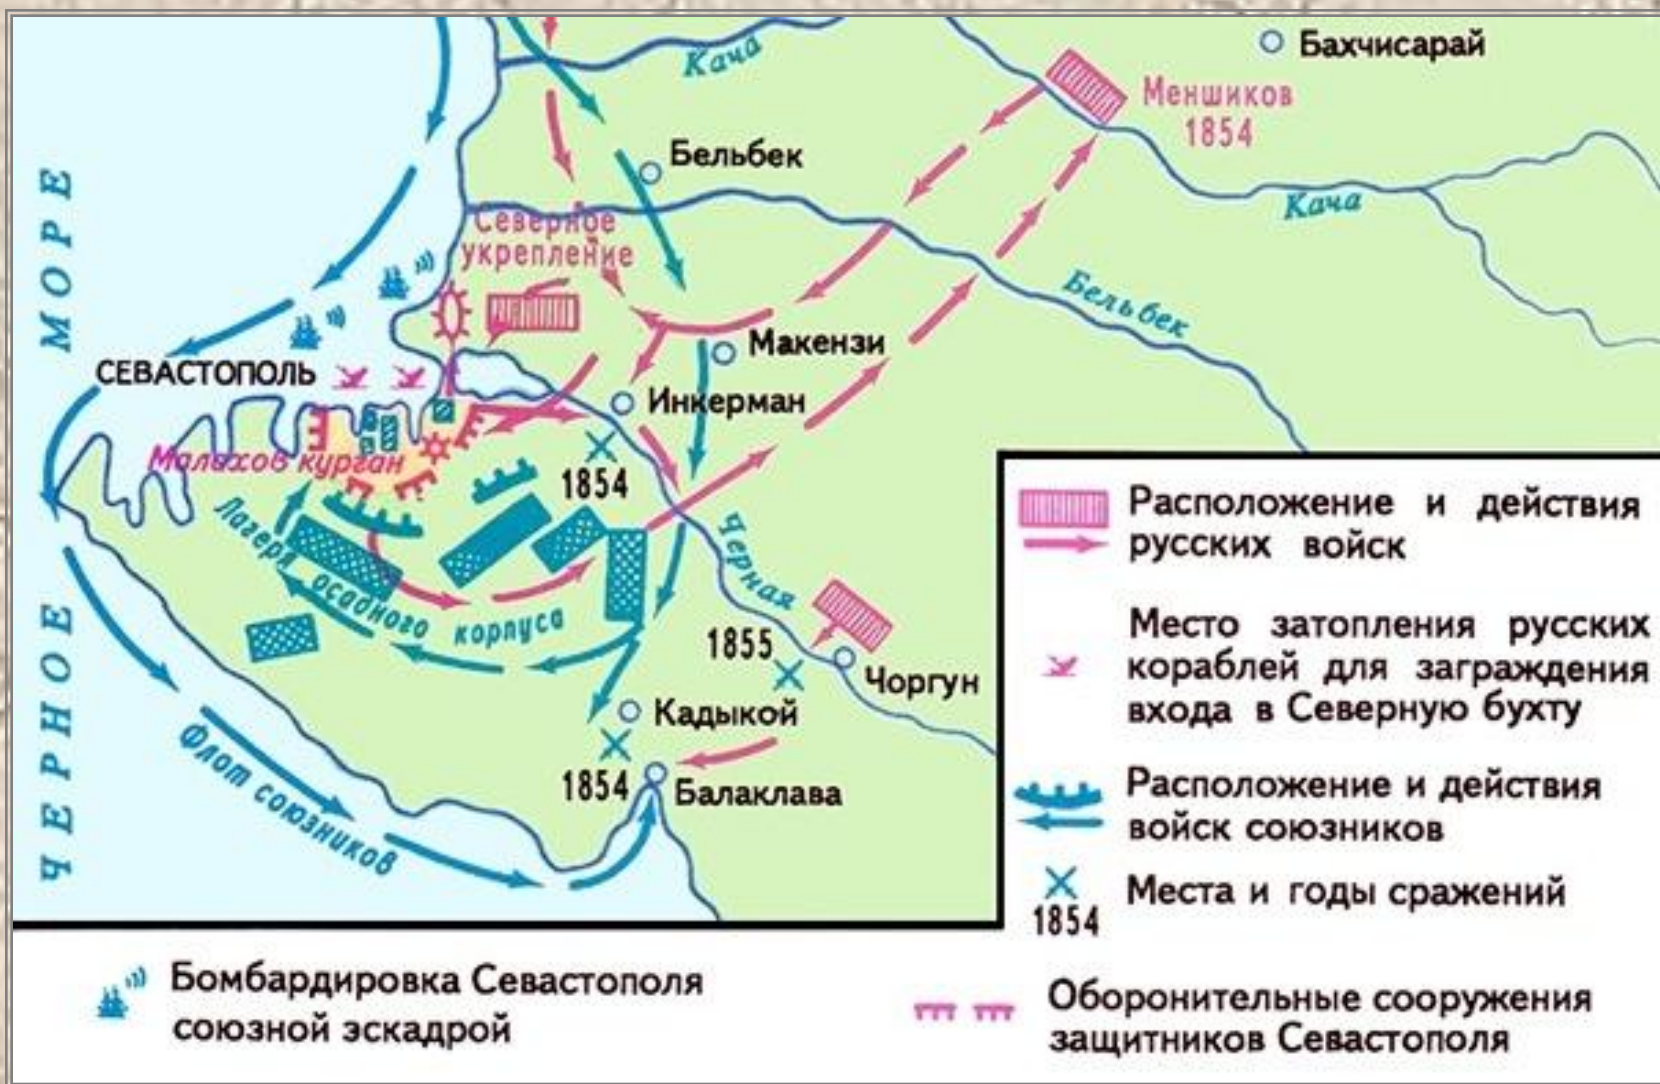 Кача
Бахчисарай
Меншиков
1854
Бельбек
Кача
Северное
укрепление
Бельбек
МОРЕ
Макензи
СЕВАСТОПОЛЬ
Инкерман
Малахов курган
1854
Лагеря осадного корпуса
Черная
1855
Чоргун
Кадыкой
1854
Балаклава
ЧЕРНОЕ
Флот союзников
Расположение и действия
русских войск
Место затопления русских
кораблей для заграждения
входа в Северную бухту
Расположение и действия
войск союзников
1854
Места и годы сражений
Бомбардировка Севастополя
союзной эскадрой
Оборонительные сооружения
защитников Севастополя